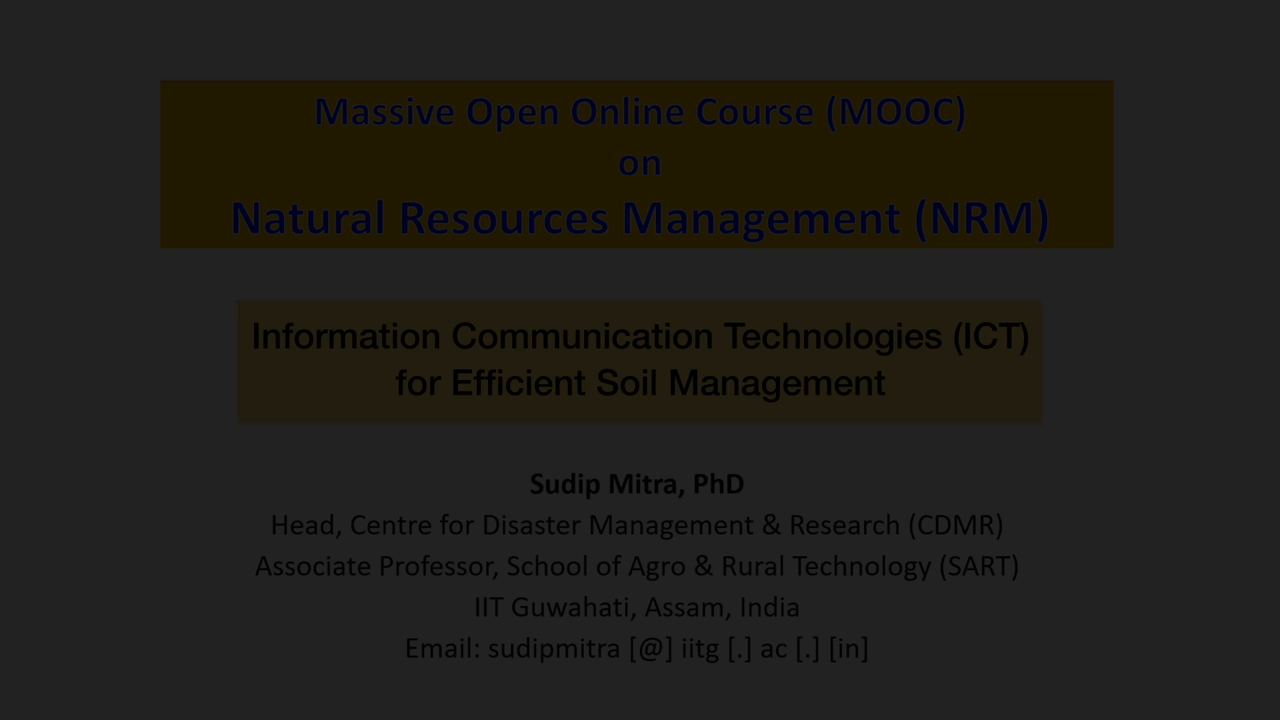 Massive Open Online Course (MOOC)
on
Natural Resources Management (NRM)
Information Communication Technologies (ICT)
for Efficient Soil Management
Sudip Mitra, PhD
Head, Centre for Disaster Management & Research (CDMR)
Associate Professor, School of Agro & Rural Technology (SART)
IIT Guwahati, Assam, India
Email: sudipmitra [@] iitg [.] ac [.] [in]